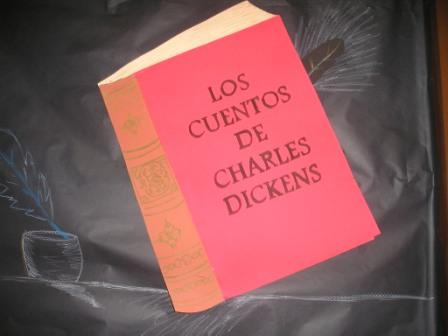 LOS
CUENTOS
DE
CHARLES
DICKENS